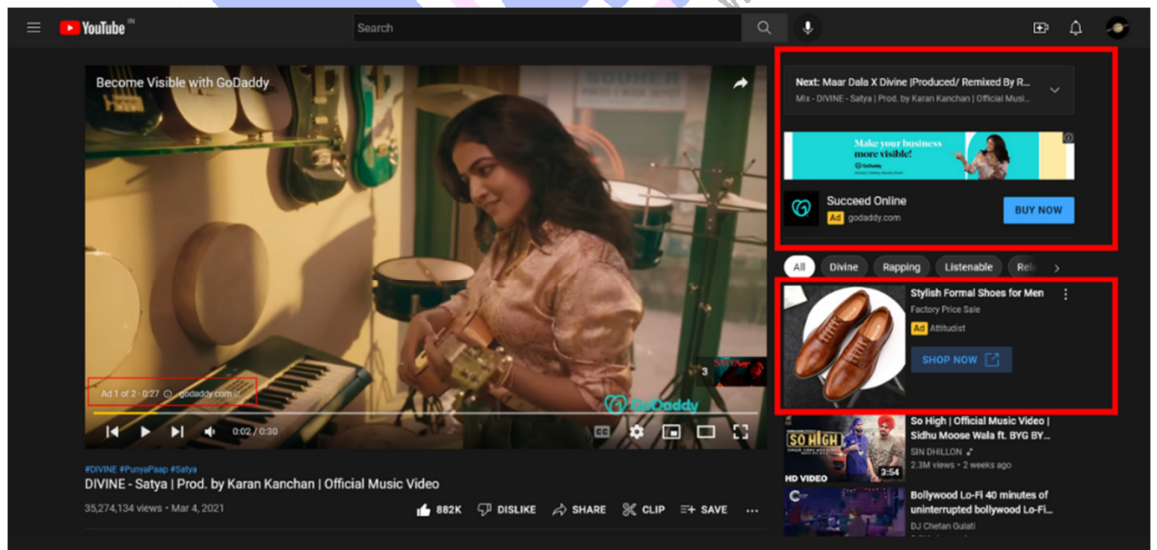 YouTube IN
Search
Become Visible with GoDaddy
Ad 1 of 2 · 0:27 godaddy.com
3
GoDaddy
0:02 / 0:30
CC
#DIVINE #PunyaPaap #Satya
DIVINE - Satya | Prod. by Karan Kanchan | Official Music Video
35,274,134 views • Mar 4, 2021
882K DISLIKE SHARE CLIP SAVE ...
Next: Maar Dala X Divine |Produced/ Remixed By R...
Mix - DIVINE - Satya | Prod. by Karan Kanchan | Official Musi...
Make your business
more visible!
GoDaddy
Succeed Online
Ad godaddy.com
BUY NOW
All Divine Rapping Listenable Rela
Stylish Formal Shoes for Men
Factory Price Sale
Ad Attitudist
SHOP NOW
SO HIGH
HD VIDEO
3:54
So High | Official Music Video |
Sidhu Moose Wala ft. BYG BY...
SIN DHILLON
2.3M views • 2 weeks ago
Bollywood Lo-Fi 40 minutes of
uninterrupted bollywood Lo-Fi...
DJ Chetan Gulati